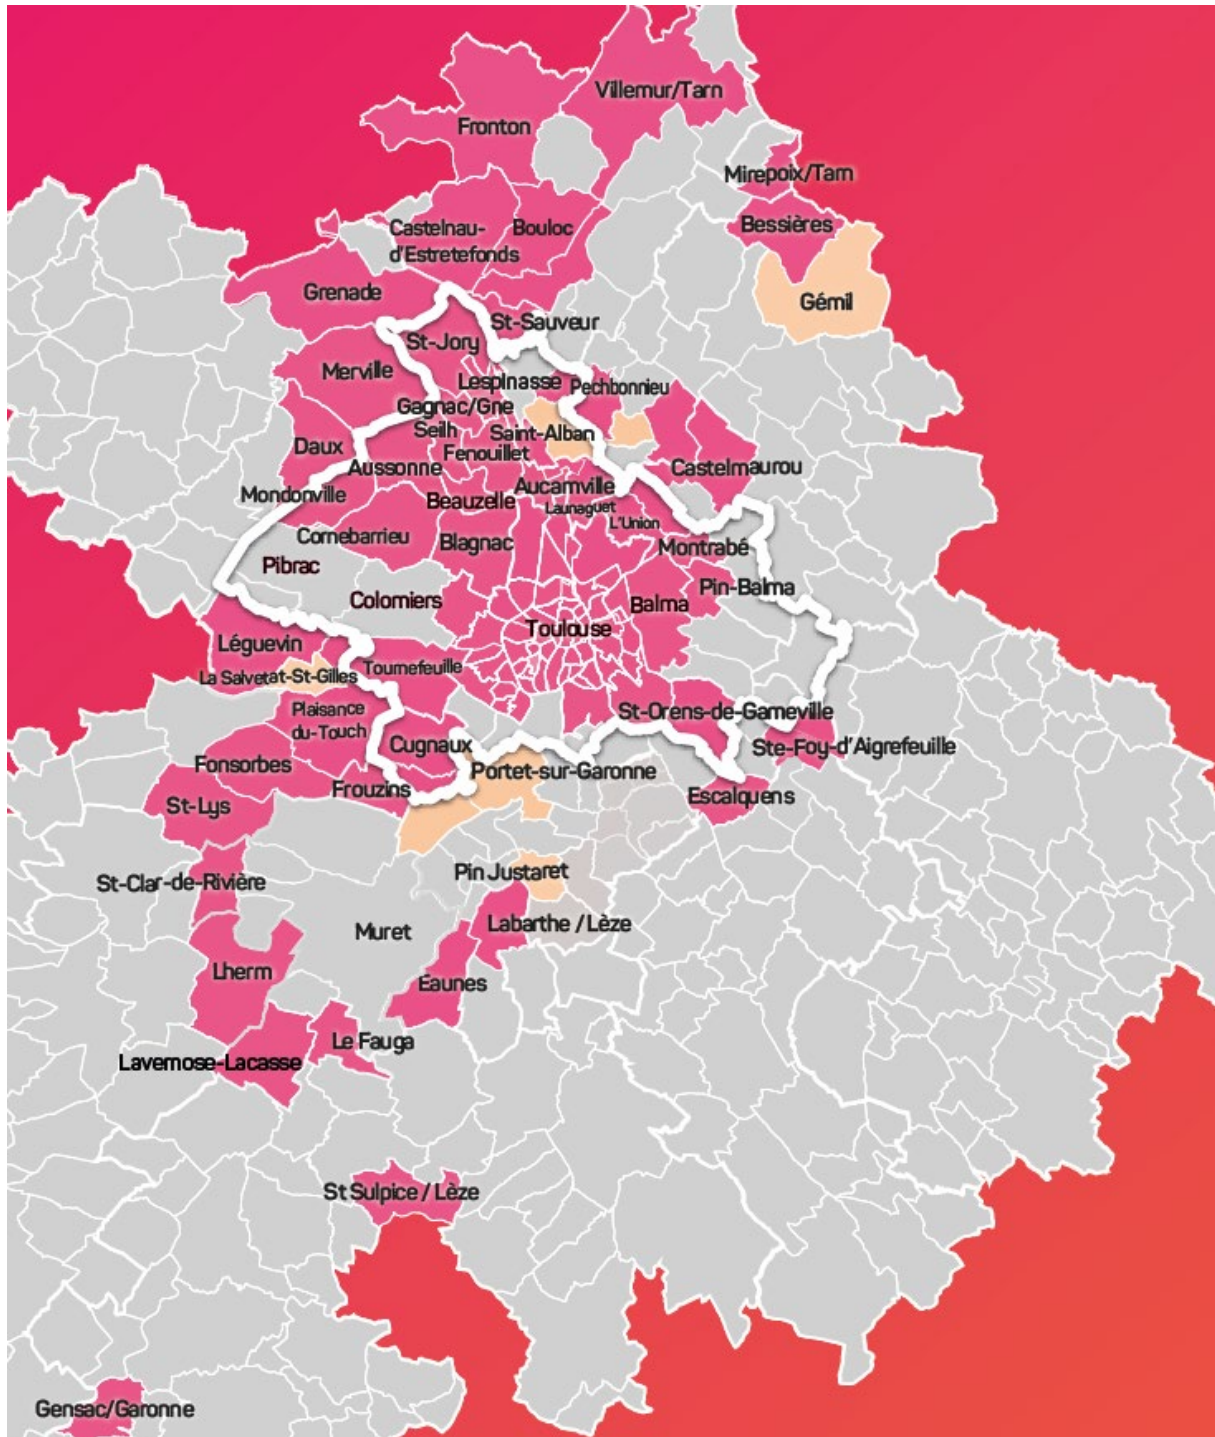 Villemur/Tarn
Fronton
Mirepoix/Tarn
Bessières
Castelnau-
d'Estretefonds
Bouloc
Gémil
Grenade
St-Sauveur
St-Jory
Merville
Lespinasse
Pechbonnieu
Gagnac/Gne
Seilh
Saint-Alban
Daux
Fenouillet
Aussonne
Castelmaurou
Mondonville
Beauzelle
Aucamville
Launaguet
L'Union
Cornebarrieu
Blagnac
Montrabé
Pibrac
Pin-Balma
Colomiers
Balma
Toulouse
Léguevin
Tournefeuille
La Salvetat-St-Gilles
Plaisance
du-Touch
St-Orens-de-Gameville
Cugnaux
Ste-Foy-d'Aigrefeuille
Fonsorbes
Portet-sur-Garonne
Frouzins
Escalquens
St-Lys
Pin Justaret
St-Clar-de-Rivière
Labarthe / Lèze
Muret
Lherm
Eaunes
Le Fauga
Lavernose-Lacasse
St Sulpice / Lèze
Gensac/Garonne